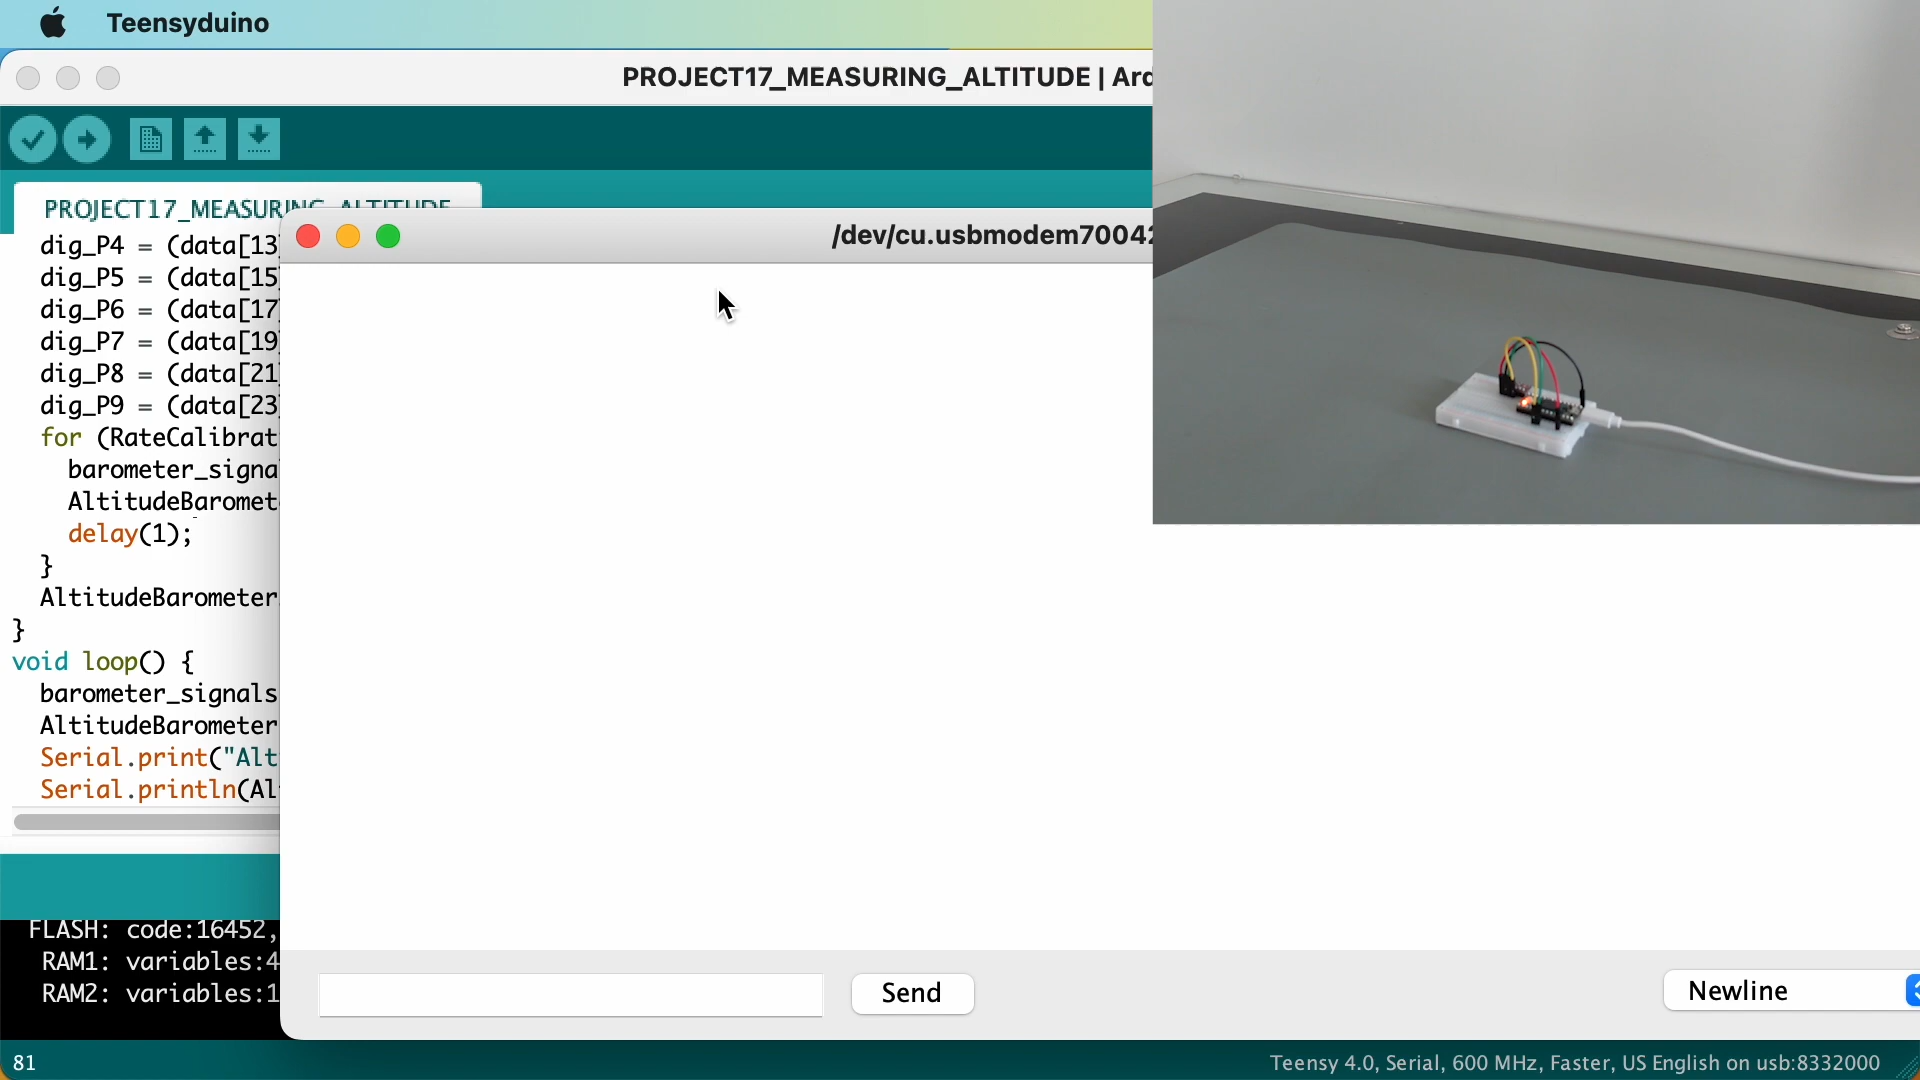 Teensyduino
PROJECT17_MEASURING_ALTITUDE | Ard
PROJECT17_MEASURING_ALTITUDE
dig_P4 = (data[13]
dig_P5 = (data[15]
dig_P6 = (data[17]
dig_P7 = (data[19]
dig_P8 = (data[21]
dig_P9 = (data[23]
for (RateCalibrat
barometer_signa
AltitudeBaromet
delay(1);
}
AltitudeBarometer
}
void loop() {
barometer_signals
AltitudeBarometer
Serial.print("Alt
Serial.println(Al
/dev/cu.usbmodem70042
Send
Newline
FLASH: code:16452,
RAM1: variables:4
RAM2: variables:1
81
Teensy 4.0, Serial, 600 MHz, Faster, US English on usb:8332000